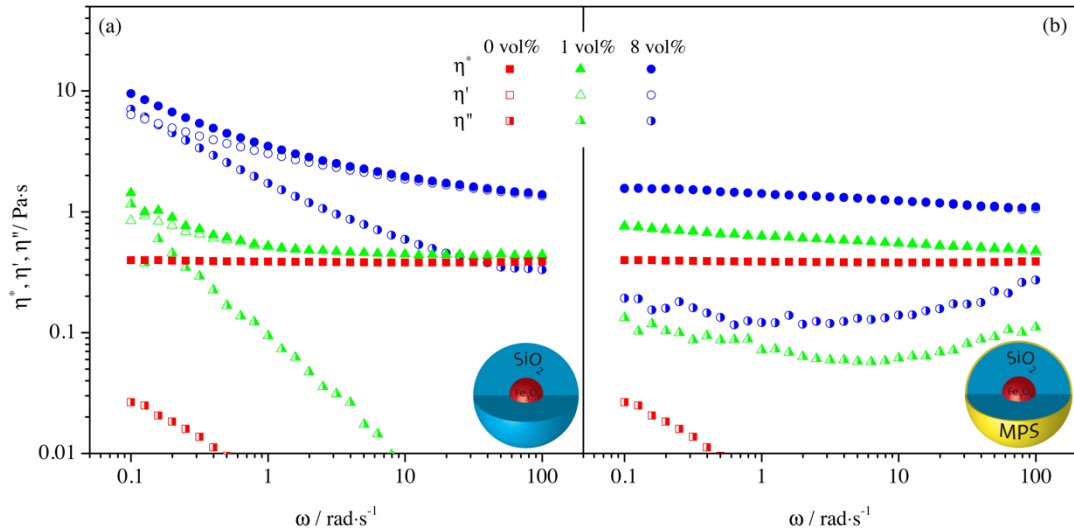 (a) (b)
0 vol% 1 vol% 8 vol%
η*
η'
η"
10
1
0.1
0.01
η*, η', η"/ Pa·s
SiO₂
Fe₃O₄
SiO₂
Fe₃O₄
MPS
0.1 1 10 100 0.1 1 10 100
ω / rad·s⁻¹ ω / rad·s⁻¹